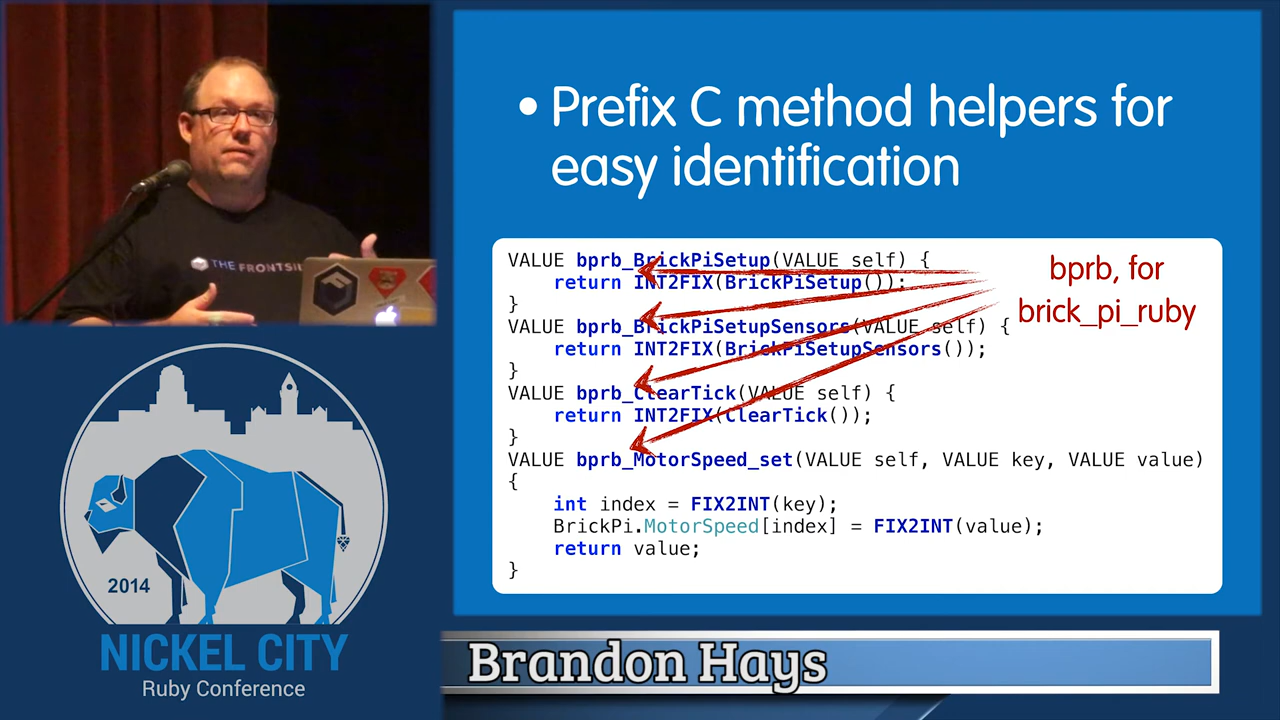 THE FRONTSI
• Prefix C method helpers for
easy identification
VALUE bprb_BrickPiSetup(VALUE self) {
    return INT2FIX(BrickPiSetup());
}
VALUE bprb_BrickPiSetupSensors(VALUE self) {
    return INT2FIX(BrickPiSetupSensors());
}
VALUE bprb_ClearTick(VALUE self) {
    return INT2FIX(ClearTick());
}
VALUE bprb_MotorSpeed_set(VALUE self, VALUE key, VALUE value)
{
    int index = FIX2INT(key);
    BrickPi.MotorSpeed[index] = FIX2INT(value);
    return value;
}
bprb, for
brick_pi_ruby
2014
NICKEL CITY
Ruby Conference
Brandon Hays